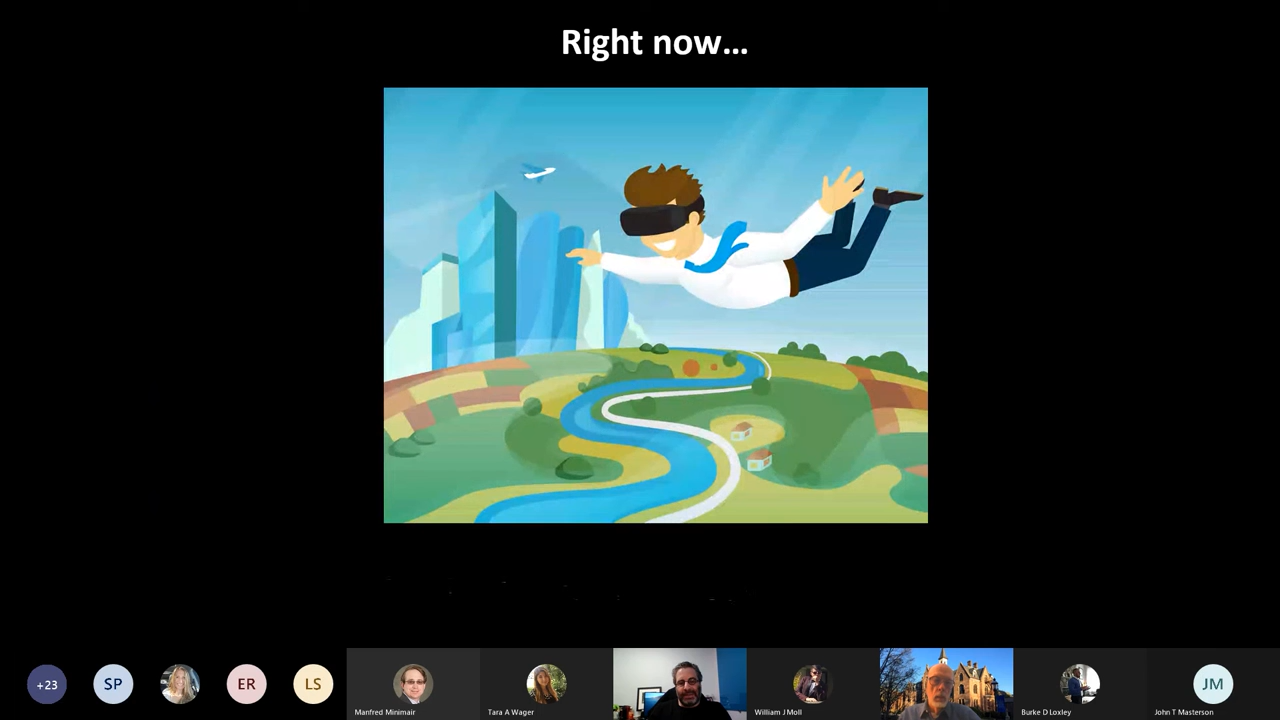 Right now...
+23
SP
ER
LS
JM
Manfred Minimair
Tara A Wager
William J Moll
Burke D Loxley
John T Masterson